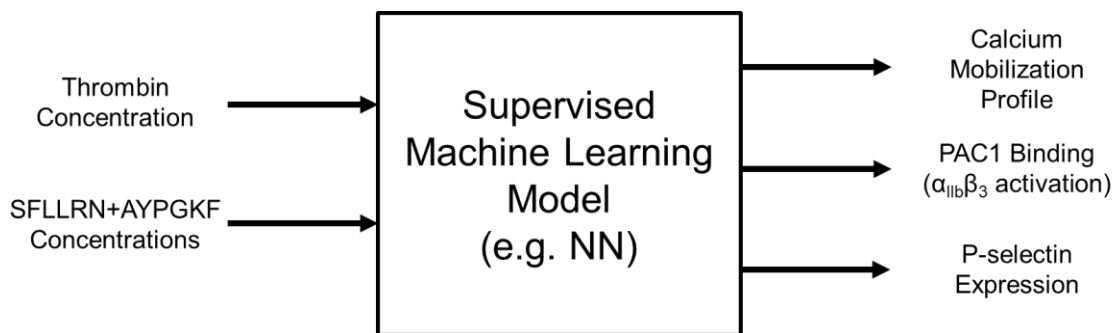 Thrombin
Concentration
SFLLRN+AYPGKF
Concentrations
Supervised
Machine Learning
Model
(e.g. NN)
Calcium
Mobilization
Profile
PAC1 Binding
(αIIbβ3 activation)
P-selectin
Expression